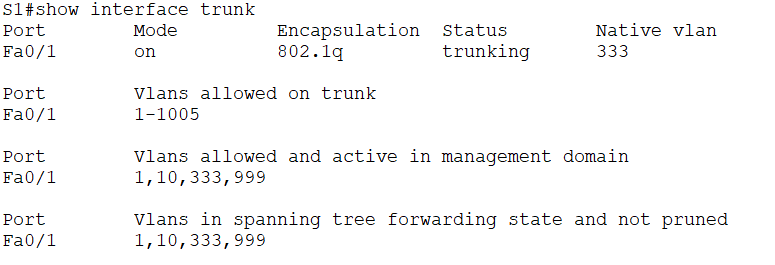 S1#show interface trunk
Port Mode Encapsulation Status Native vlan
Fa0/1 on 802.1q trunking 333
Port Vlans allowed on trunk
Fa0/1 1-1005
Port Vlans allowed and active in management domain
Fa0/1 1,10,333,999
Port Vlans in spanning tree forwarding state and not pruned
Fa0/1 1,10,333,999